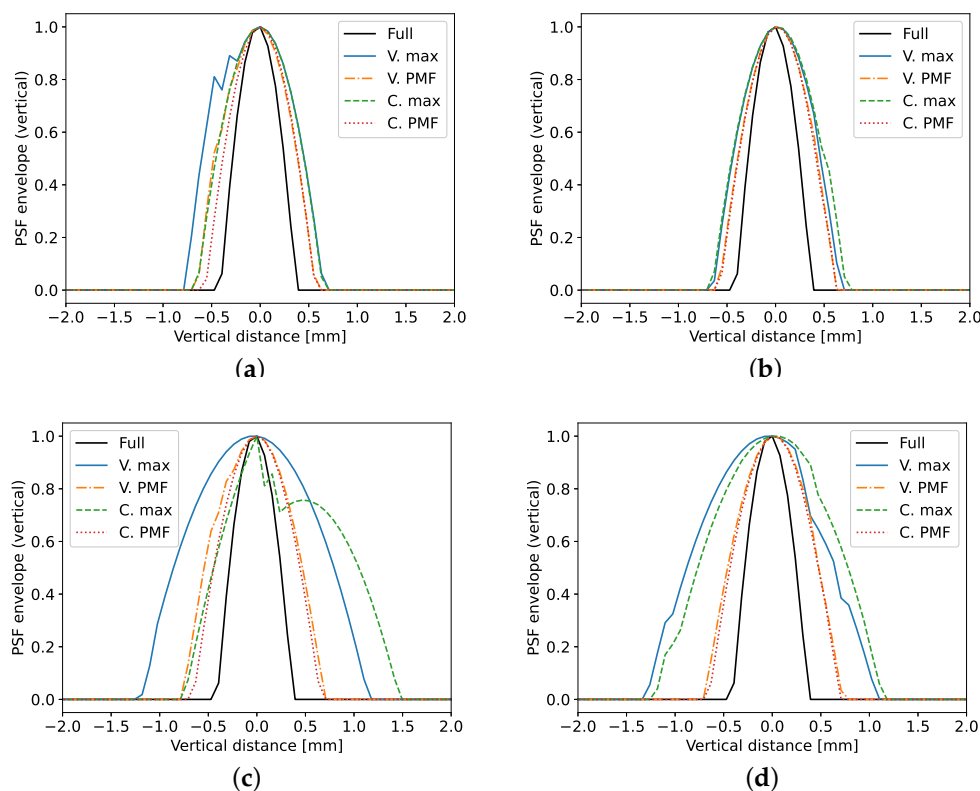 PSF envelope (vertical)
1.0
0.8
0.6
0.4
0.2
0.0
Full
V. max
V. PMF
C. max
C. PMF
−2.0 −1.5 −1.0 −0.5 0.0 0.5 1.0 1.5 2.0
Vertical distance [mm]
(a)
PSF envelope (vertical)
1.0
0.8
0.6
0.4
0.2
0.0
Full
V. max
V. PMF
C. max
C. PMF
−2.0 −1.5 −1.0 −0.5 0.0 0.5 1.0 1.5 2.0
Vertical distance [mm]
(b)
PSF envelope (vertical)
1.0
0.8
0.6
0.4
0.2
0.0
Full
V. max
V. PMF
C. max
C. PMF
−2.0 −1.5 −1.0 −0.5 0.0 0.5 1.0 1.5 2.0
Vertical distance [mm]
(c)
PSF envelope (vertical)
1.0
0.8
0.6
0.4
0.2
0.0
Full
V. max
V. PMF
C. max
C. PMF
−2.0 −1.5 −1.0 −0.5 0.0 0.5 1.0 1.5 2.0
Vertical distance [mm]
(d)